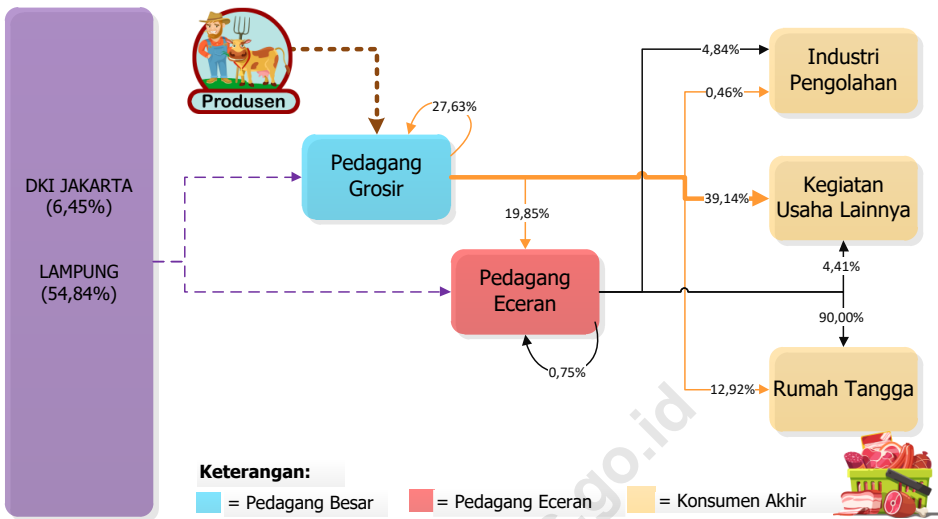 DKI JAKARTA
(6,45%)
LAMPUNG
(54,84%)
Produsen
27,63%
Pedagang
Grosir
19,85%
Pedagang
Eceran
0,75%
4,84%
0,46%
39,14%
4,41%
90,00%
12,92%
Industri
Pengolahan
Kegiatan
Usaha Lainnya
Rumah Tangga
Keterangan:
= Pedagang Besar
= Pedagang Eceran
= Konsumen Akhir
s.go.id